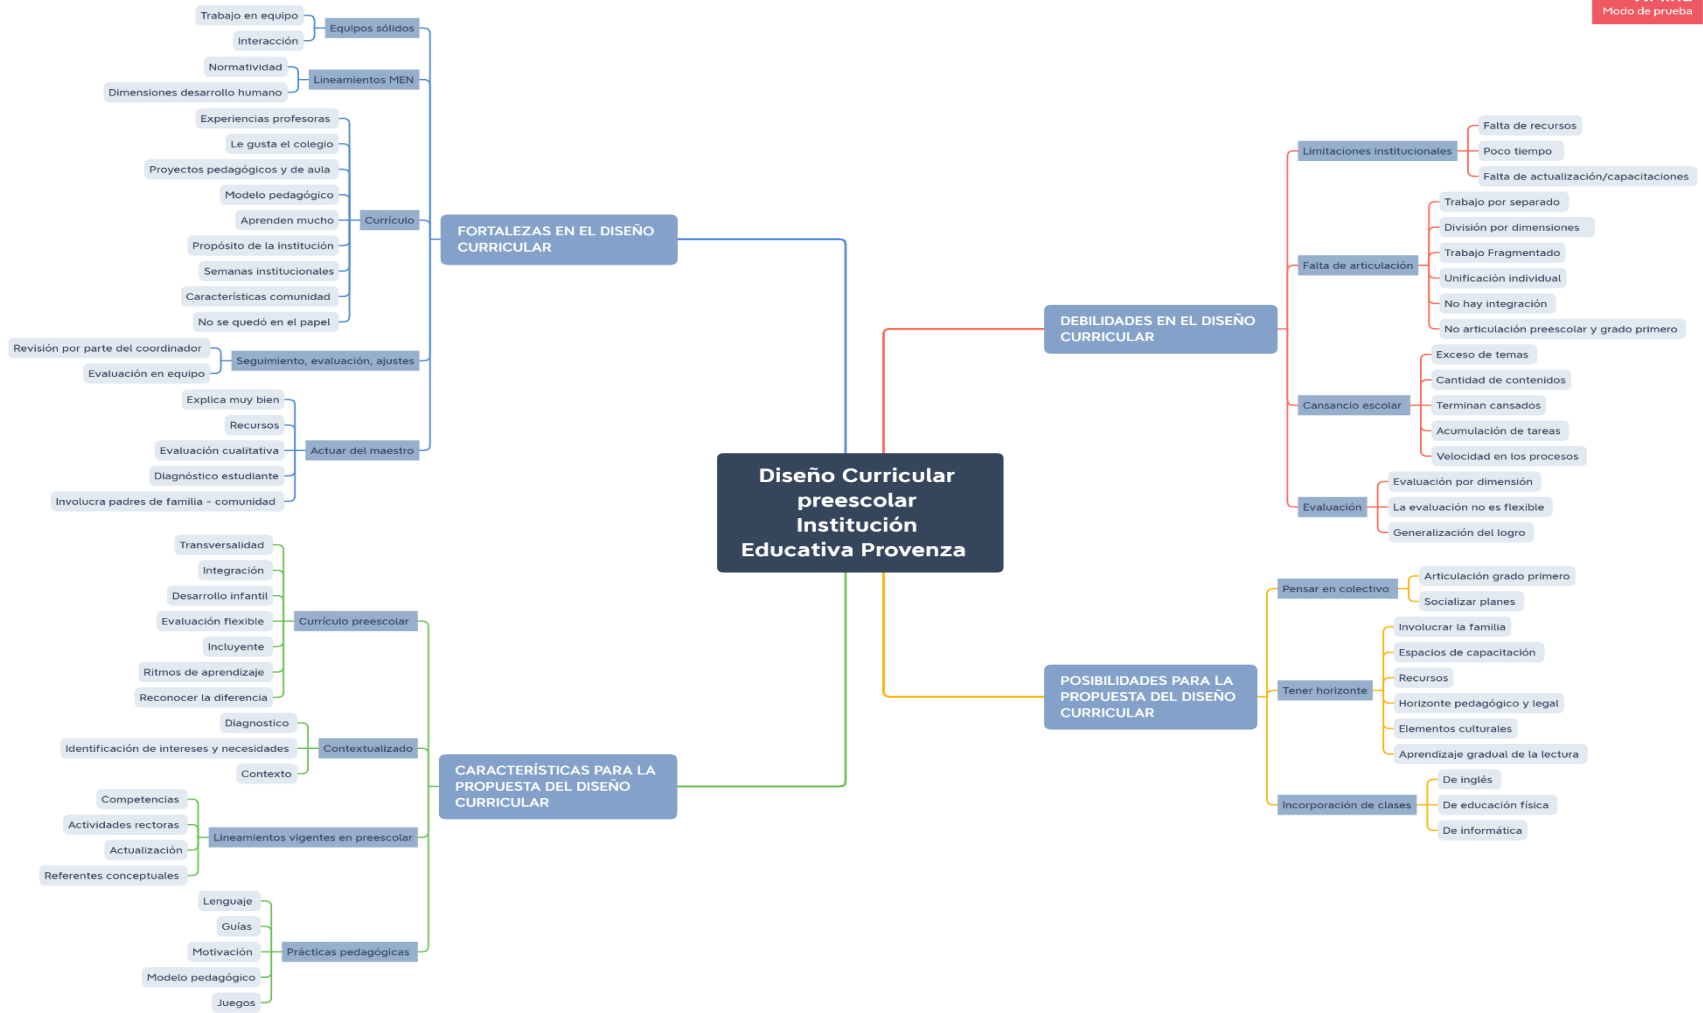 Modo de prueba
Diseño Curricular
preescolar
Institución
Educativa Provenza
FORTALEZAS EN EL DISEÑO
CURRICULAR
Equipos sólidos
Trabajo en equipo
Interacción
Lineamientos MEN
Normatividad
Dimensiones desarrollo humano
Currículo
Experiencias profesoras
Le gusta el colegio
Proyectos pedagógicos y de aula
Modelo pedagógico
Aprenden mucho
Propósito de la institución
Semanas institucionales
Características comunidad
No se quedó en el papel
Seguimiento, evaluación, ajustes
Revisión por parte del coordinador
Evaluación en equipo
Actuar del maestro
Explica muy bien
Recursos
Evaluación cualitativa
Diagnóstico estudiante
Involucra padres de familia - comunidad
CARACTERÍSTICAS PARA LA
PROPUESTA DEL DISEÑO
CURRICULAR
Currículo preescolar
Transversalidad
Integración
Desarrollo infantil
Evaluación flexible
Incluyente
Ritmos de aprendizaje
Reconocer la diferencia
Contextualizado
Diagnostico
Identificación de intereses y necesidades
Contexto
Lineamientos vigentes en preescolar
Competencias
Actividades rectoras
Actualización
Referentes conceptuales
Prácticas pedagógicas
Lenguaje
Guías
Motivación
Modelo pedagógico
Juegos
DEBILIDADES EN EL DISEÑO
CURRICULAR
Limitaciones institucionales
Falta de recursos
Poco tiempo
Falta de actualización/capacitaciones
Falta de articulación
Trabajo por separado
División por dimensiones
Trabajo Fragmentado
Unificación individual
No hay integración
No articulación preescolar y grado primero
Cansancio escolar
Exceso de temas
Cantidad de contenidos
Terminan cansados
Acumulación de tareas
Velocidad en los procesos
Evaluación
Evaluación por dimensión
La evaluación no es flexible
Generalización del logro
POSIBILIDADES PARA LA
PROPUESTA DEL DISEÑO
CURRICULAR
Pensar en colectivo
Articulación grado primero
Socializar planes
Tener horizonte
Involucrar la familia
Espacios de capacitación
Recursos
Horizonte pedagógico y legal
Elementos culturales
Aprendizaje gradual de la lectura
Incorporación de clases
De inglés
De educación física
De informática